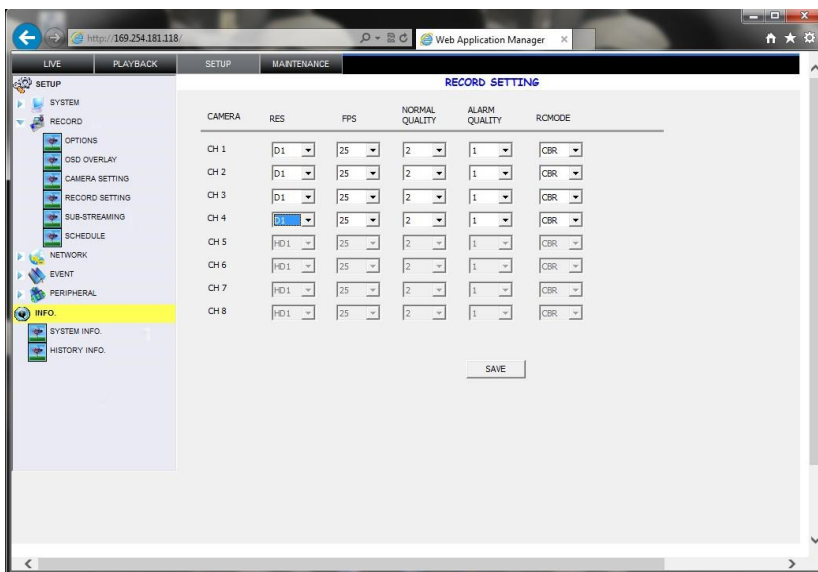 http://169.254.181.118/
Web Application Manager
LIVE PLAYBACK SETUP MAINTENANCE
SETUP
SYSTEM
RECORD
OPTIONS
OSD OVERLAY
CAMERA SETTING
RECORD SETTING
SUB-STREAMING
SCHEDULE
NETWORK
EVENT
PERIPHERAL
INFO.
SYSTEM INFO.
HISTORY INFO.
RECORD SETTING
CAMERA RES FPS NORMAL QUALITY ALARM QUALITY RCMODE
CH 1 D1 25 2 1 CBR
CH 2 D1 25 2 1 CBR
CH 3 D1 25 2 1 CBR
CH 4 D1 25 2 1 CBR
CH 5 HD1 25 2 1 CBR
CH 6 HD1 25 2 1 CBR
CH 7 HD1 25 2 1 CBR
CH 8 HD1 25 2 1 CBR
SAVE